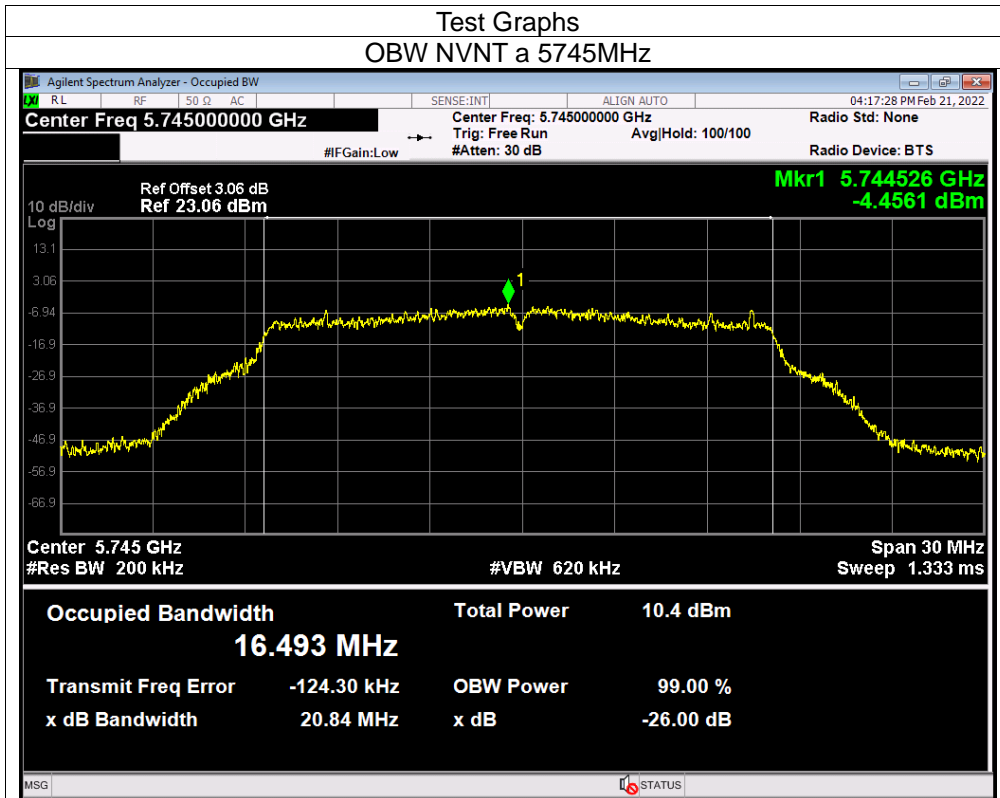 Test Graphs
OBW NVNT a 5745MHz
Agilent Spectrum Analyzer - Occupied BW
LXI RL RF 50 Ω AC SENSE:INT ALIGN AUTO 04:17:28 PM Feb 21, 2022
Center Freq 5.745000000 GHz Center Freq: 5.745000000 GHz Radio Std: None
Trig: Free Run Avg|Hold: 100/100
#IFGain:Low #Atten: 30 dB Radio Device: BTS
Mkr1 5.744526 GHz
Ref Offset 3.06 dB
10 dB/div Ref 23.06 dBm -4.4561 dBm
Log
13.1
3.06
1
-6.94
-16.9
-26.9
-36.9
-46.9
-56.9
-66.9
Center 5.745 GHz Span 30 MHz
#Res BW 200 kHz #VBW 620 kHz Sweep 1.333 ms
Occupied Bandwidth Total Power 10.4 dBm
16.493 MHz
Transmit Freq Error -124.30 kHz OBW Power 99.00 %
x dB Bandwidth 20.84 MHz x dB -26.00 dB
MSG STATUS